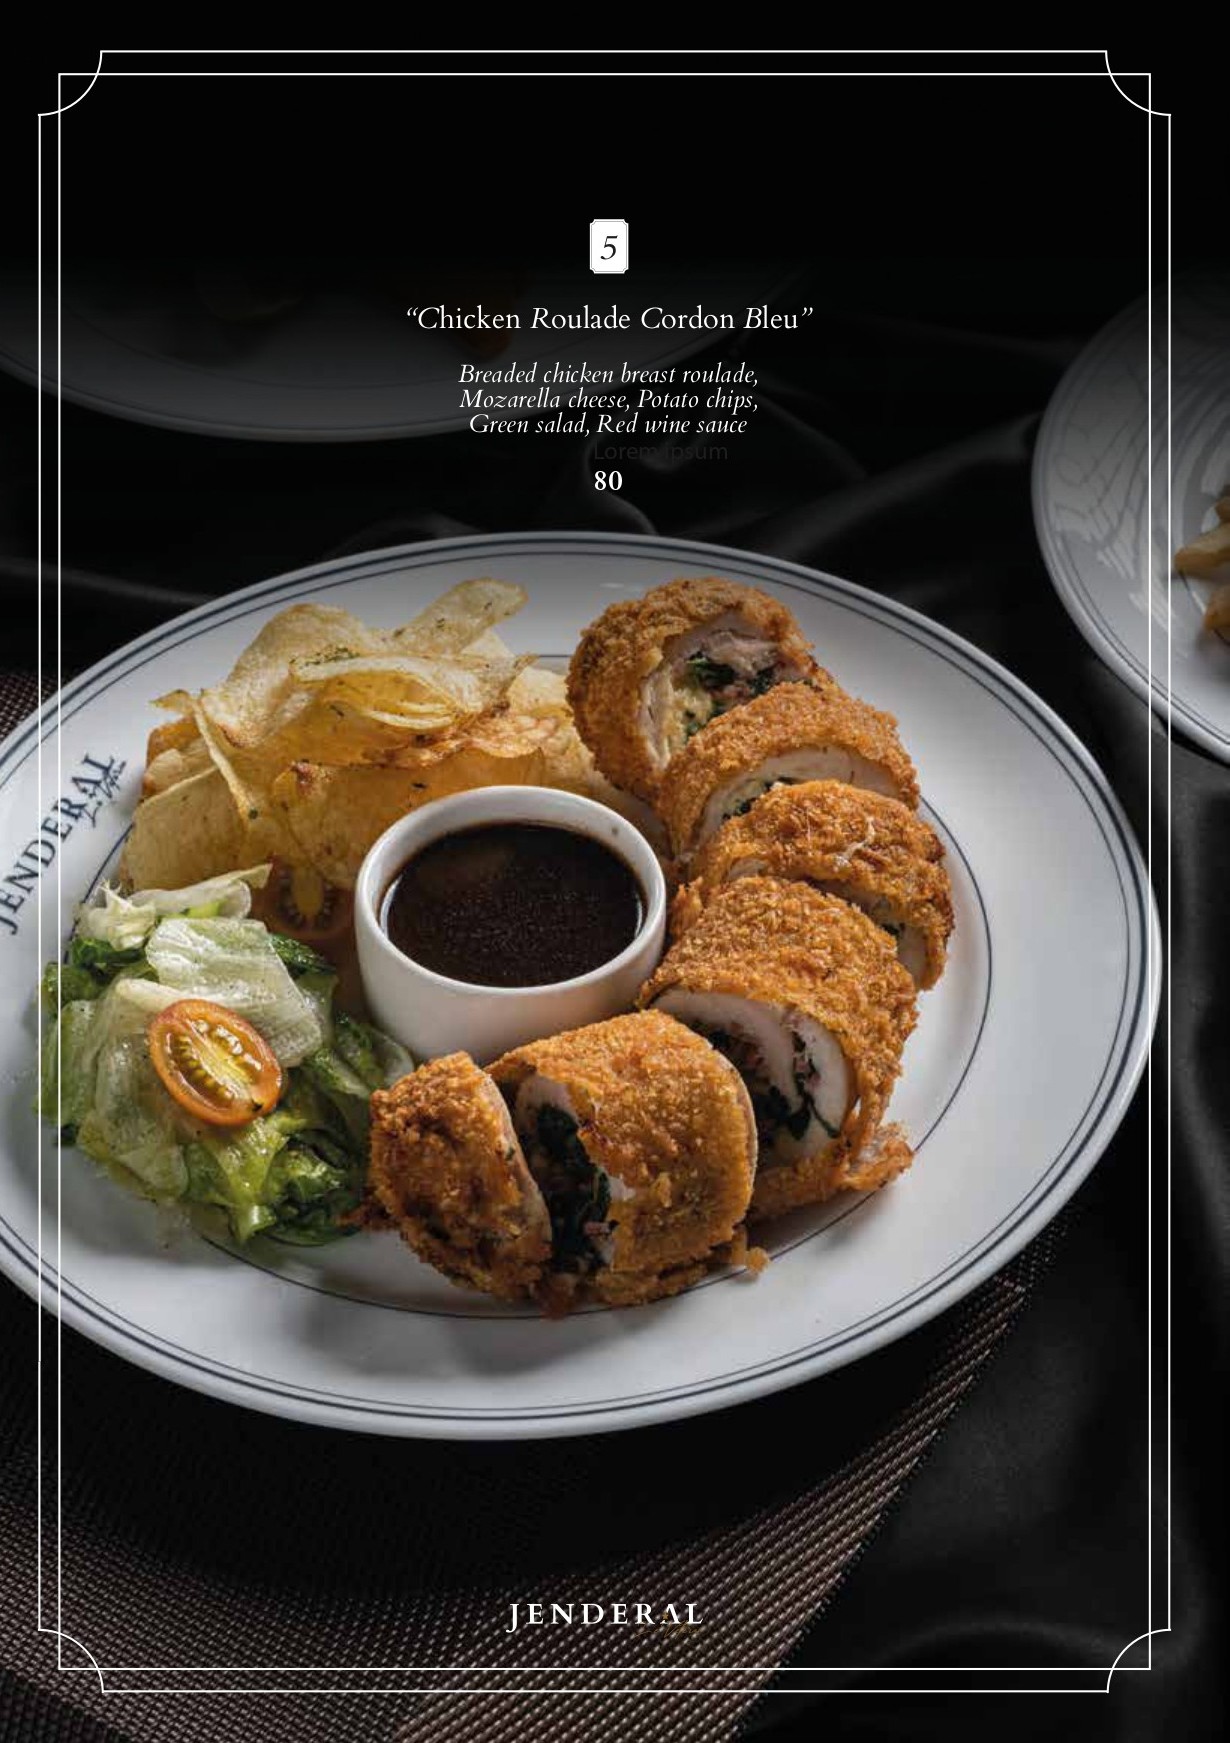 5
“Chicken Roulade Cordon Bleu”
Breaded chicken breast roulade,
Mozarella cheese, Potato chips,
Green salad, Red wine sauce
Lorem ipsum
80
JENDERAL
JENDERAL